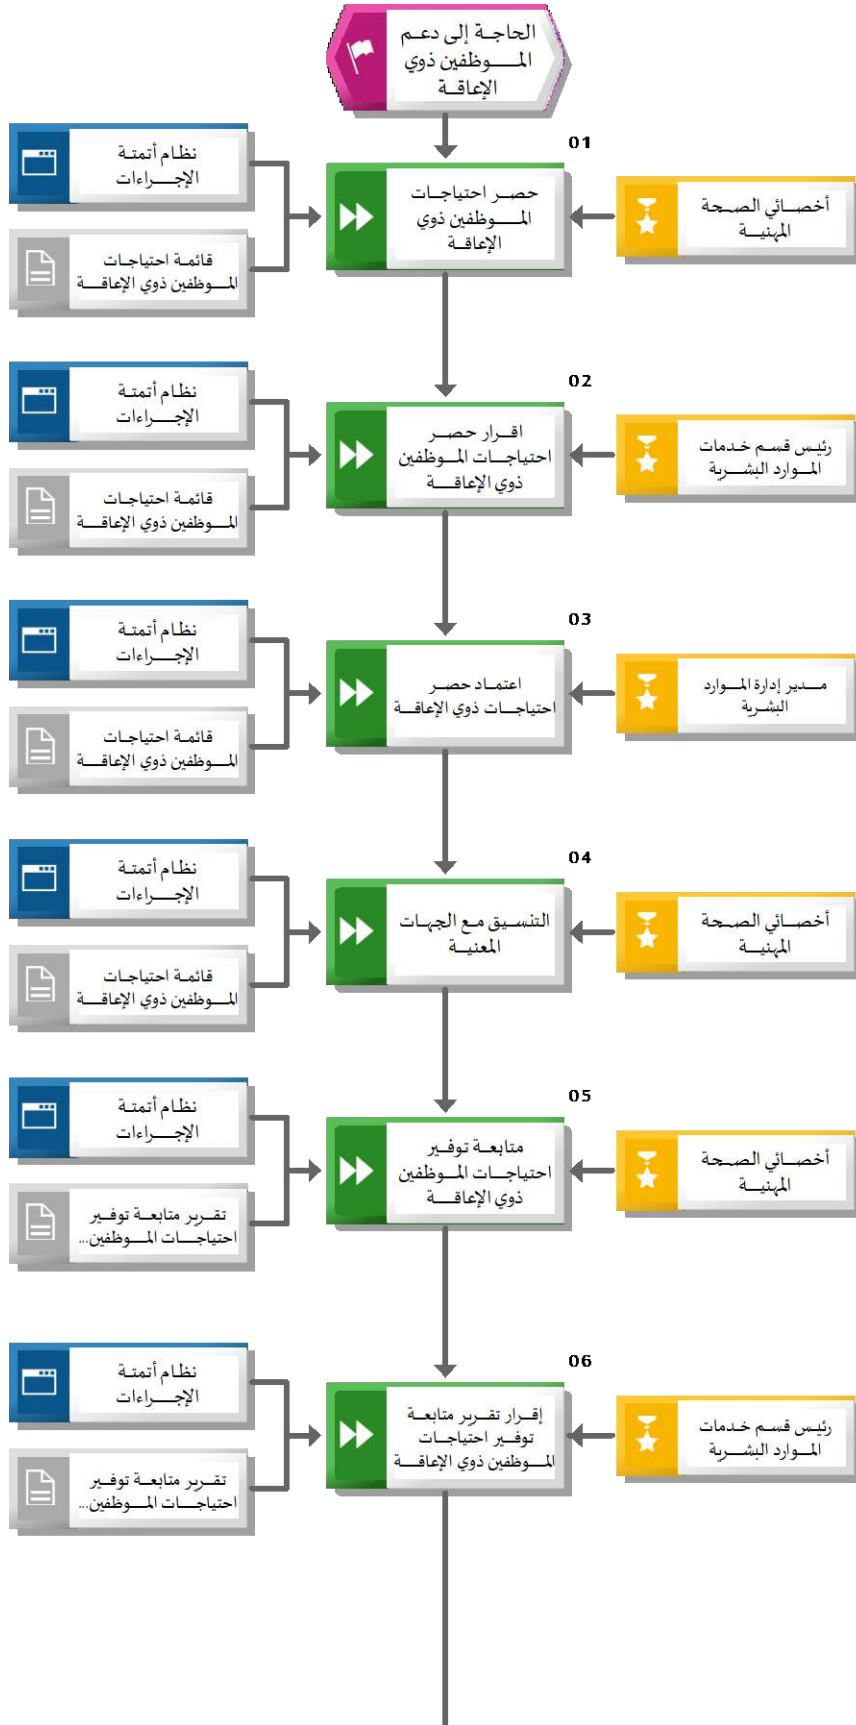 الحاجة إلى دعم
الموظفين ذوي
الإعاقة
01
أخصائي الصحة
المهنية
حصر احتياجات
الموظفين ذوي
الإعاقة
نظام أتمتة
الإجراءات
قائمة احتياجات
الموظفين ذوي الإعاقة
02
رئيس قسم خدمات
الموارد البشرية
اقرار حصر
احتياجات الموظفين
ذوي الإعاقة
نظام أتمتة
الإجراءات
قائمة احتياجات
الموظفين ذوي الإعاقة
03
مدير إدارة الموارد
البشرية
اعتماد حصر
احتياجات ذوي الإعاقة
نظام أتمتة
الإجراءات
قائمة احتياجات
الموظفين ذوي الإعاقة
04
أخصائي الصحة
المهنية
التنسيق مع الجهات
المعنية
نظام أتمتة
الإجراءات
قائمة احتياجات
الموظفين ذوي الإعاقة
05
أخصائي الصحة
المهنية
متابعة توفير
احتياجات الموظفين
ذوي الإعاقة
نظام أتمتة
الإجراءات
تقرير متابعة توفير
احتياجات الموظفين...
06
رئيس قسم خدمات
الموارد البشرية
إقرار تقرير متابعة
توفير احتياجات
الموظفين ذوي الإعاقة
نظام أتمتة
الإجراءات
تقرير متابعة توفير
احتياجات الموظفين...